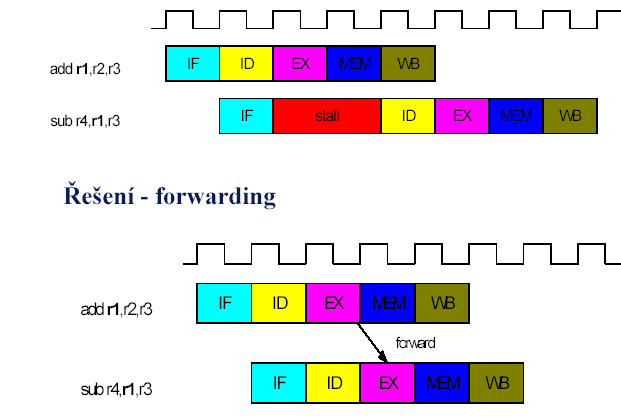 add r1,r2,r3 IF ID EX MEM WB
sub r4,r1,r3 IF stall ID EX MEM WB
Řešení - forwarding
add r1,r2,r3 IF ID EX MEM WB
forward
sub r4,r1,r3 IF ID EX MEM WB